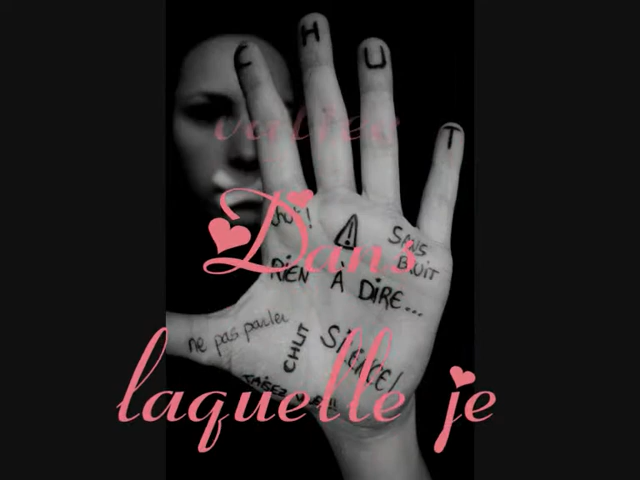 C H U T
Dans
SANS
BRUIT
RIEN À DIRE...
ne pas parler
CHUT
SILENCE!
laquelle je